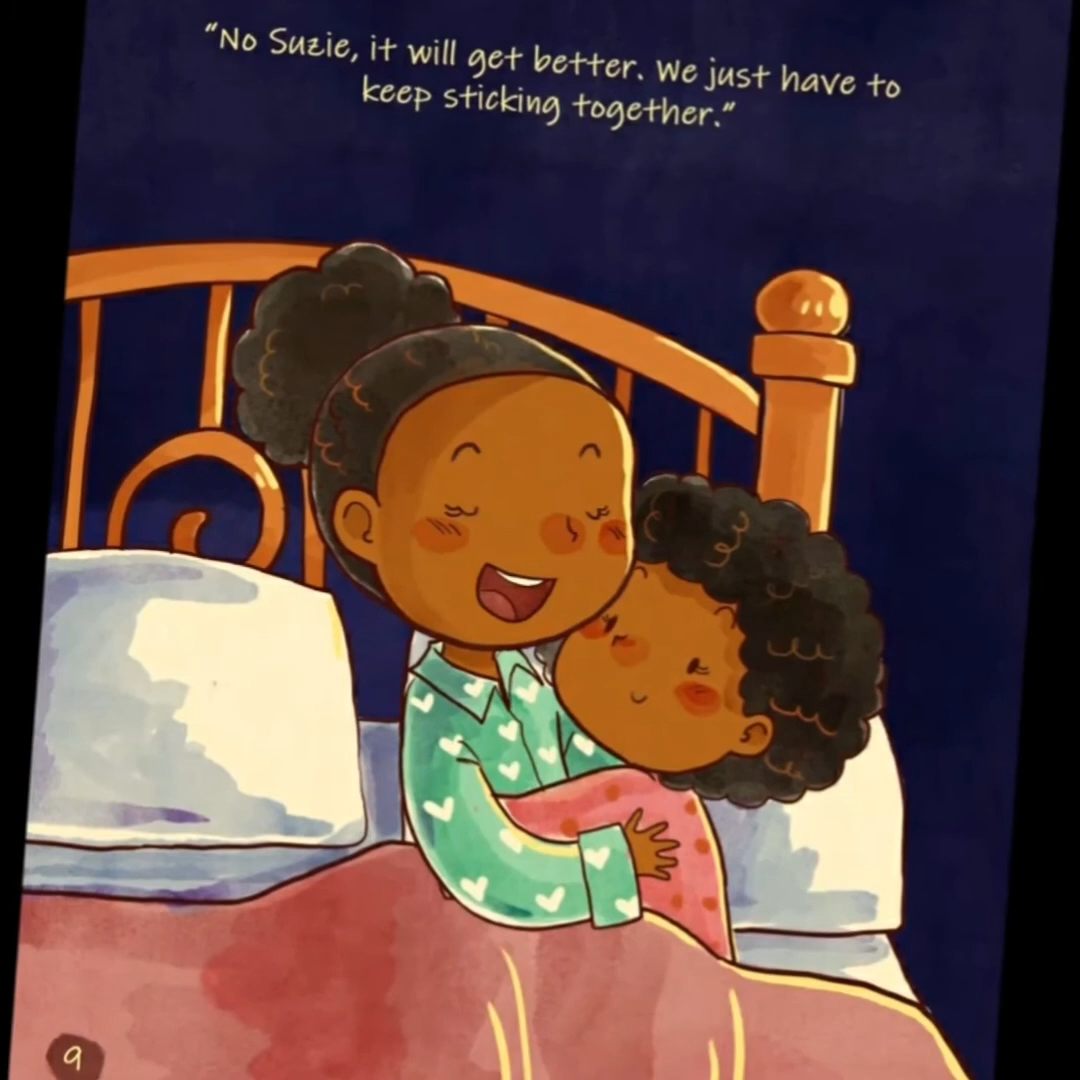 “No Suzie, it will get better. We just have to
keep sticking together.”
9